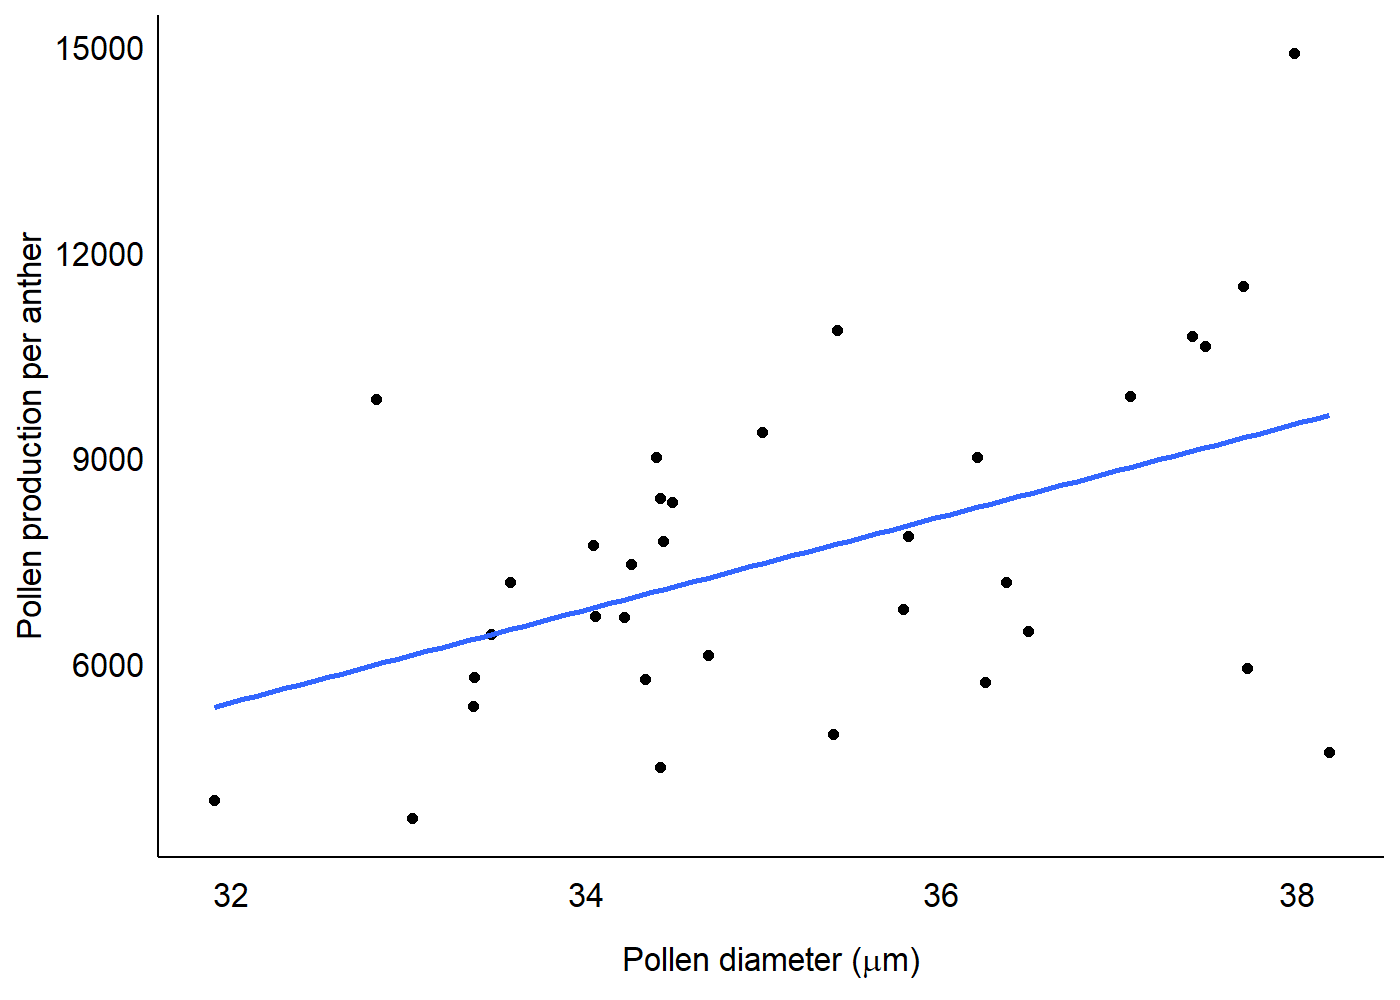 15000
12000
9000
6000
Pollen production per anther
32 34 36 38
Pollen diameter (μm)